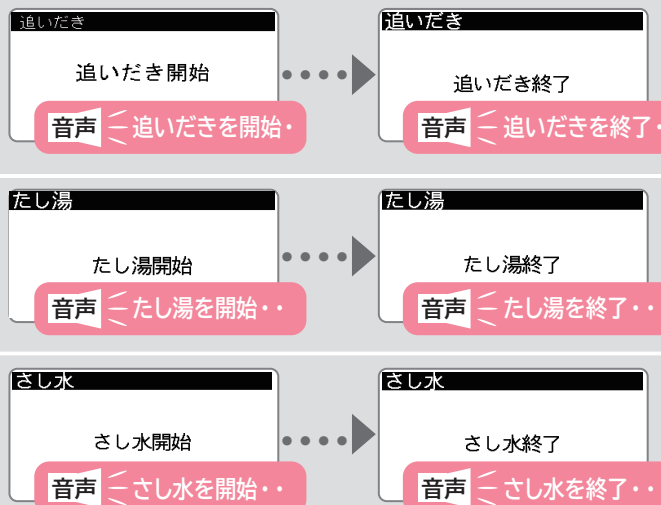 追いだき
追いだき
追いだき開始
追いだき終了
音声 追いだきを開始・
音声 追いだきを終了・
たし湯
たし湯
たし湯開始
たし湯終了
音声 たし湯を開始・・
音声 たし湯を終了・・
さし水
さし水
さし水開始
さし水終了
音声 さし水を開始・・
音声 さし水を終了・・